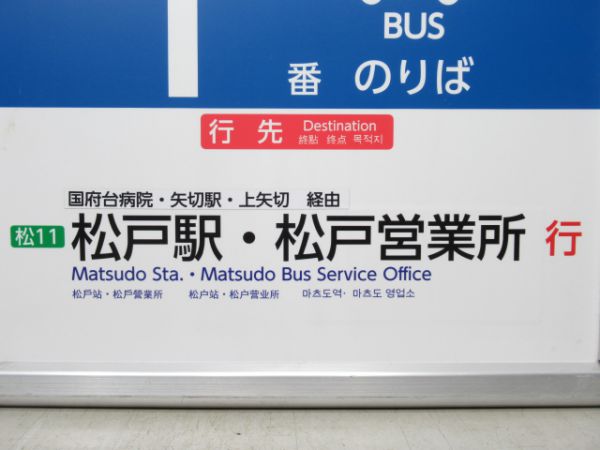 BUS
番 のりば
行先 Destination
終點 終点 목적지
国府台病院・矢切駅・上矢切 経由
松11 松戸駅・松戸営業所 行
Matsudo Sta.・Matsudo Bus Service Office
松戶站・松戶營業所 松户站・松户营业所 마츠도역· 마츠도 영업소